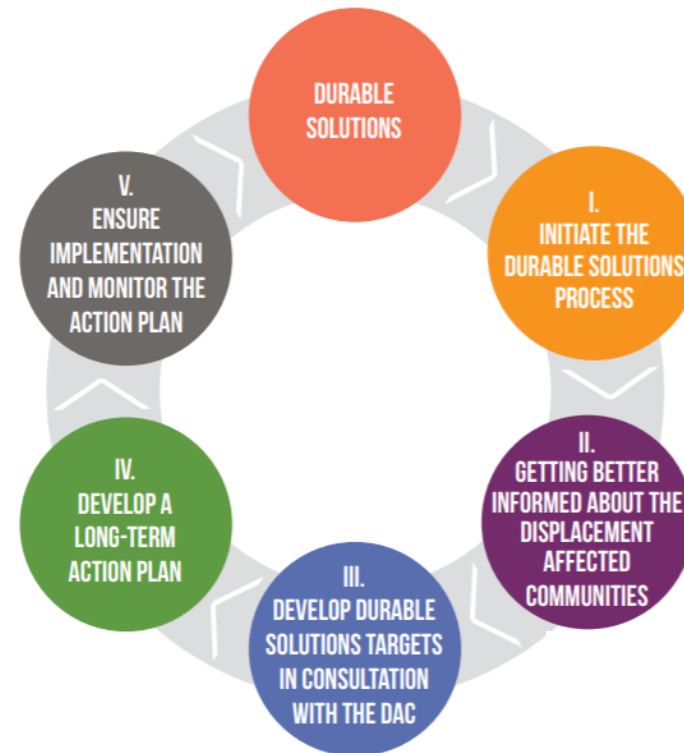 DURABLE
SOLUTIONS
I.
INITIATE THE
DURABLE SOLUTIONS
PROCESS
II.
GETTING BETTER
INFORMED ABOUT THE
DISPLACEMENT
AFFECTED
COMMUNITIES
III.
DEVELOP DURABLE
SOLUTIONS TARGETS
IN CONSULTATION
WITH THE DAC
IV.
DEVELOP A
LONG-TERM
ACTION PLAN
V.
ENSURE
IMPLEMENTATION
AND MONITOR THE
ACTION PLAN